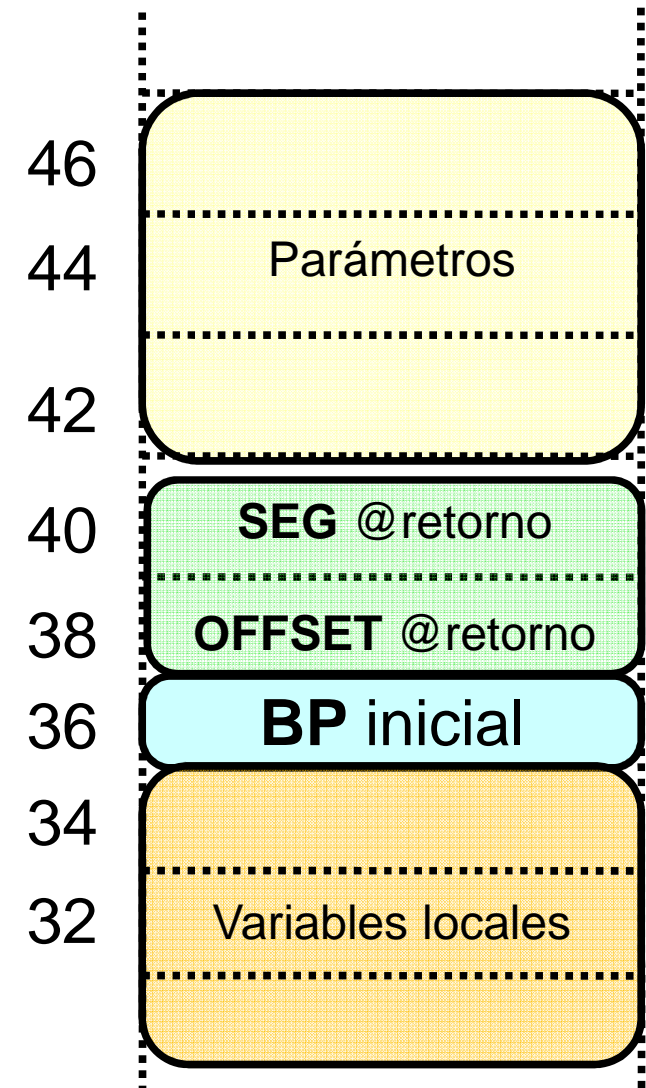 46
44 Parámetros
42
40 SEG @retorno
38 OFFSET @retorno
36 BP inicial
34
32 Variables locales